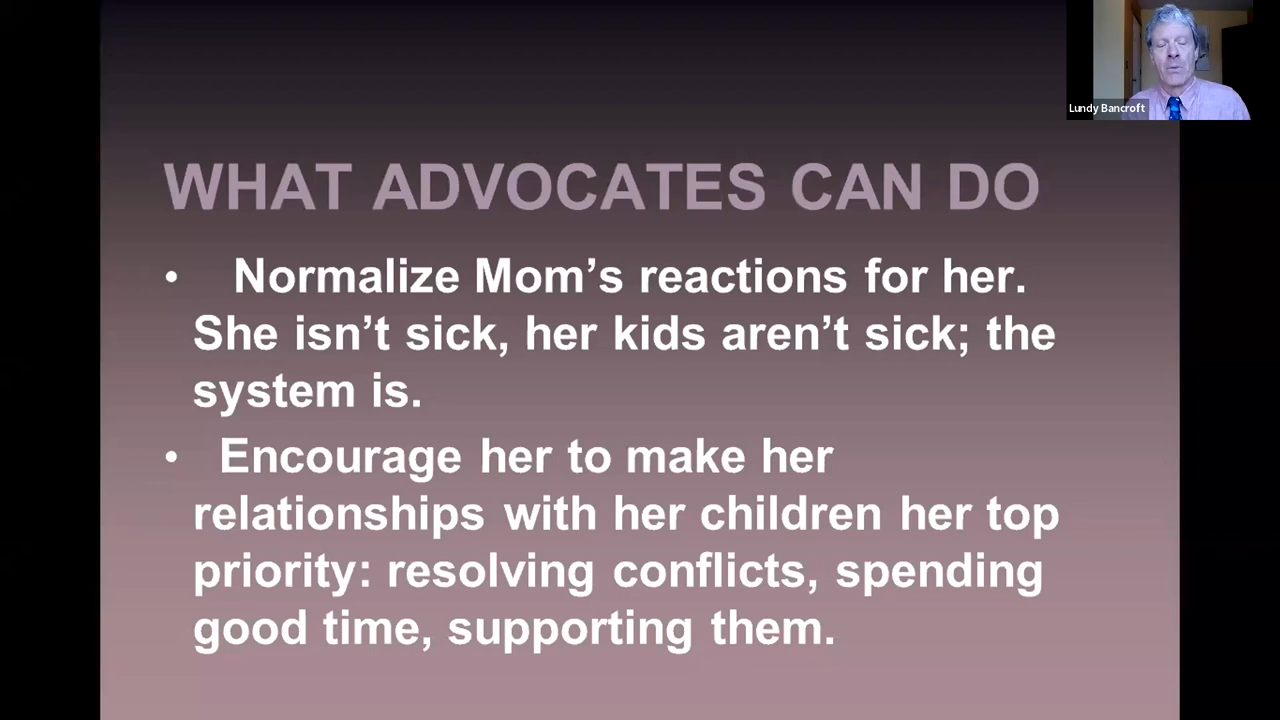 Lundy Bancroft
WHAT ADVOCATES CAN DO
• Normalize Mom’s reactions for her.
She isn’t sick, her kids aren’t sick; the
system is.
• Encourage her to make her
relationships with her children her top
priority: resolving conflicts, spending
good time, supporting them.